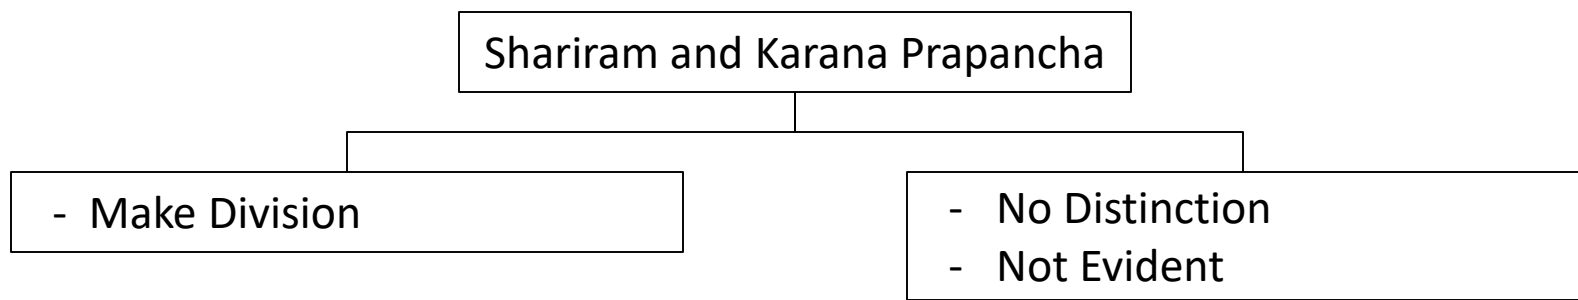 Shariram and Karana Prapancha
- Make Division
- No Distinction
- Not Evident